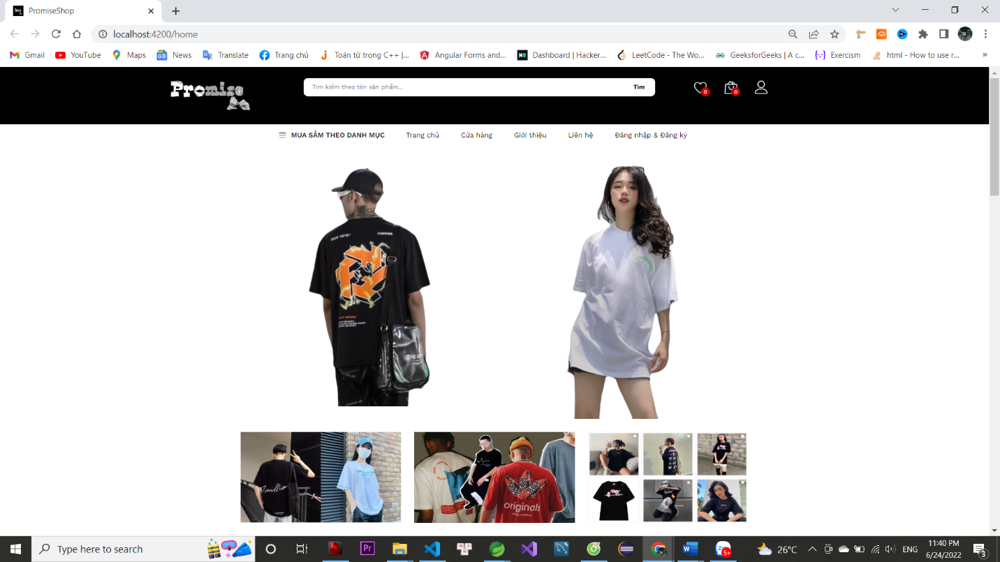 PromiseShop
localhost:4200/home
Gmail
YouTube
Maps
News
Translate
Trang chủ
Toán tử trong C++ |...
Angular Forms and...
Dashboard | Hacker...
LeetCode - The Wo...
GeeksforGeeks | A c...
Exercism
html - How to use r...
»
Promise
Tìm kiếm theo tên sản phẩm...
Tìm
0
0
MUA SẮM THEO DANH MỤC
Trang chủ
Cửa hàng
Giới thiệu
Liên hệ
Đăng nhập & Đăng ký
originals
Type here to search
Pr
5+
26°C
ENG
11:40 PM
6/24/2022
3